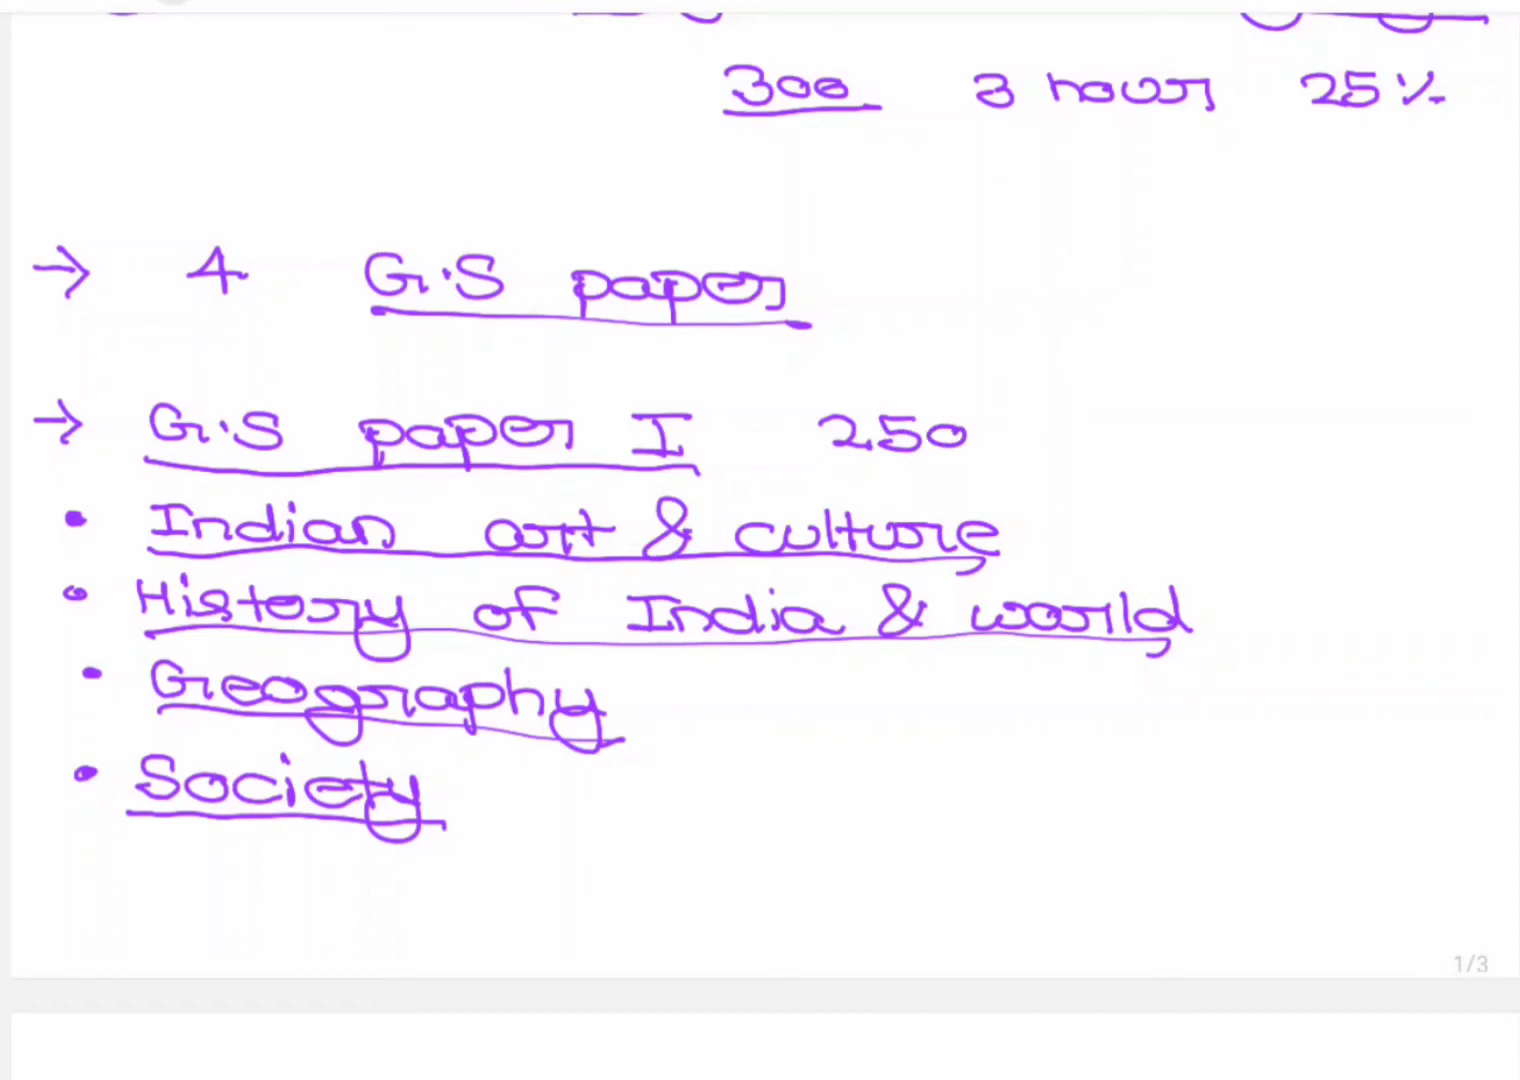 300 3 hour 25%
→ 4 G.S paper
→ G.S paper I 250
• Indian art & culture
• History of India & world
• Geography
• Society
1/3